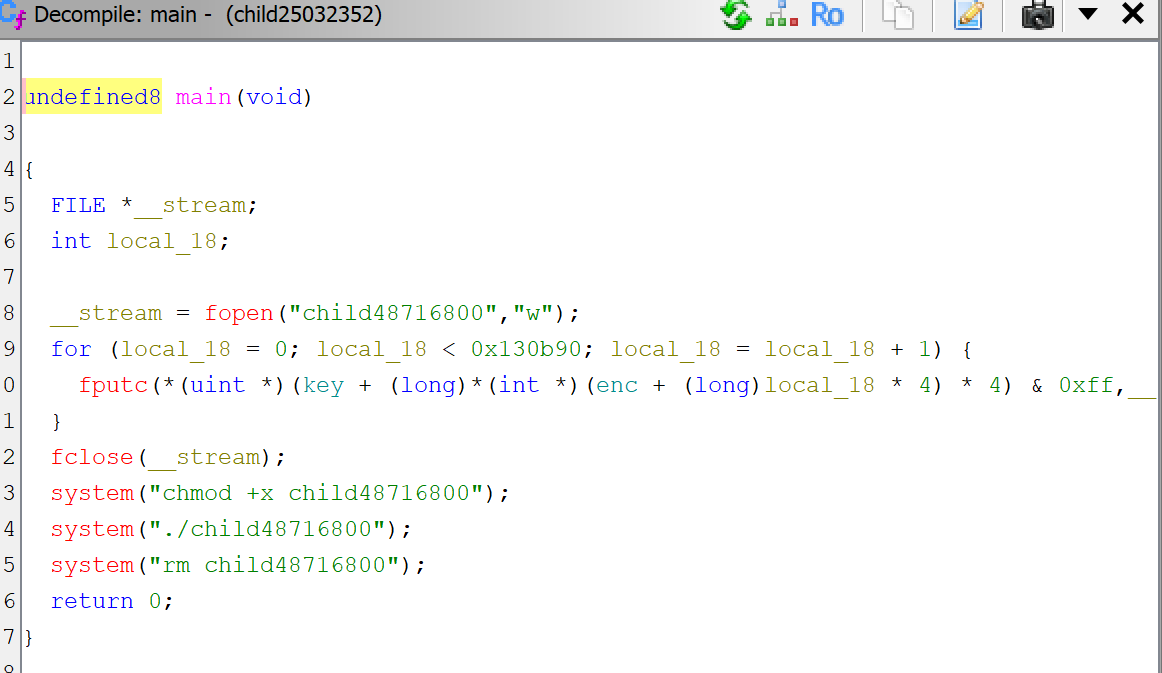 Decompile: main - (child25032352)
Ro
1
2 undefined8 main(void)
3
4 {
5 FILE *__stream;
6 int local_18;
7
8 __stream = fopen("child48716800","w");
9 for (local_18 = 0; local_18 < 0x130b90; local_18 = local_18 + 1) {
0 fputc(*(uint *)(key + (long)*(int *)(enc + (long)local_18 * 4) * 4) & 0xff,__
1 }
2 fclose(__stream);
3 system("chmod +x child48716800");
4 system("./child48716800");
5 system("rm child48716800");
6 return 0;
7 }